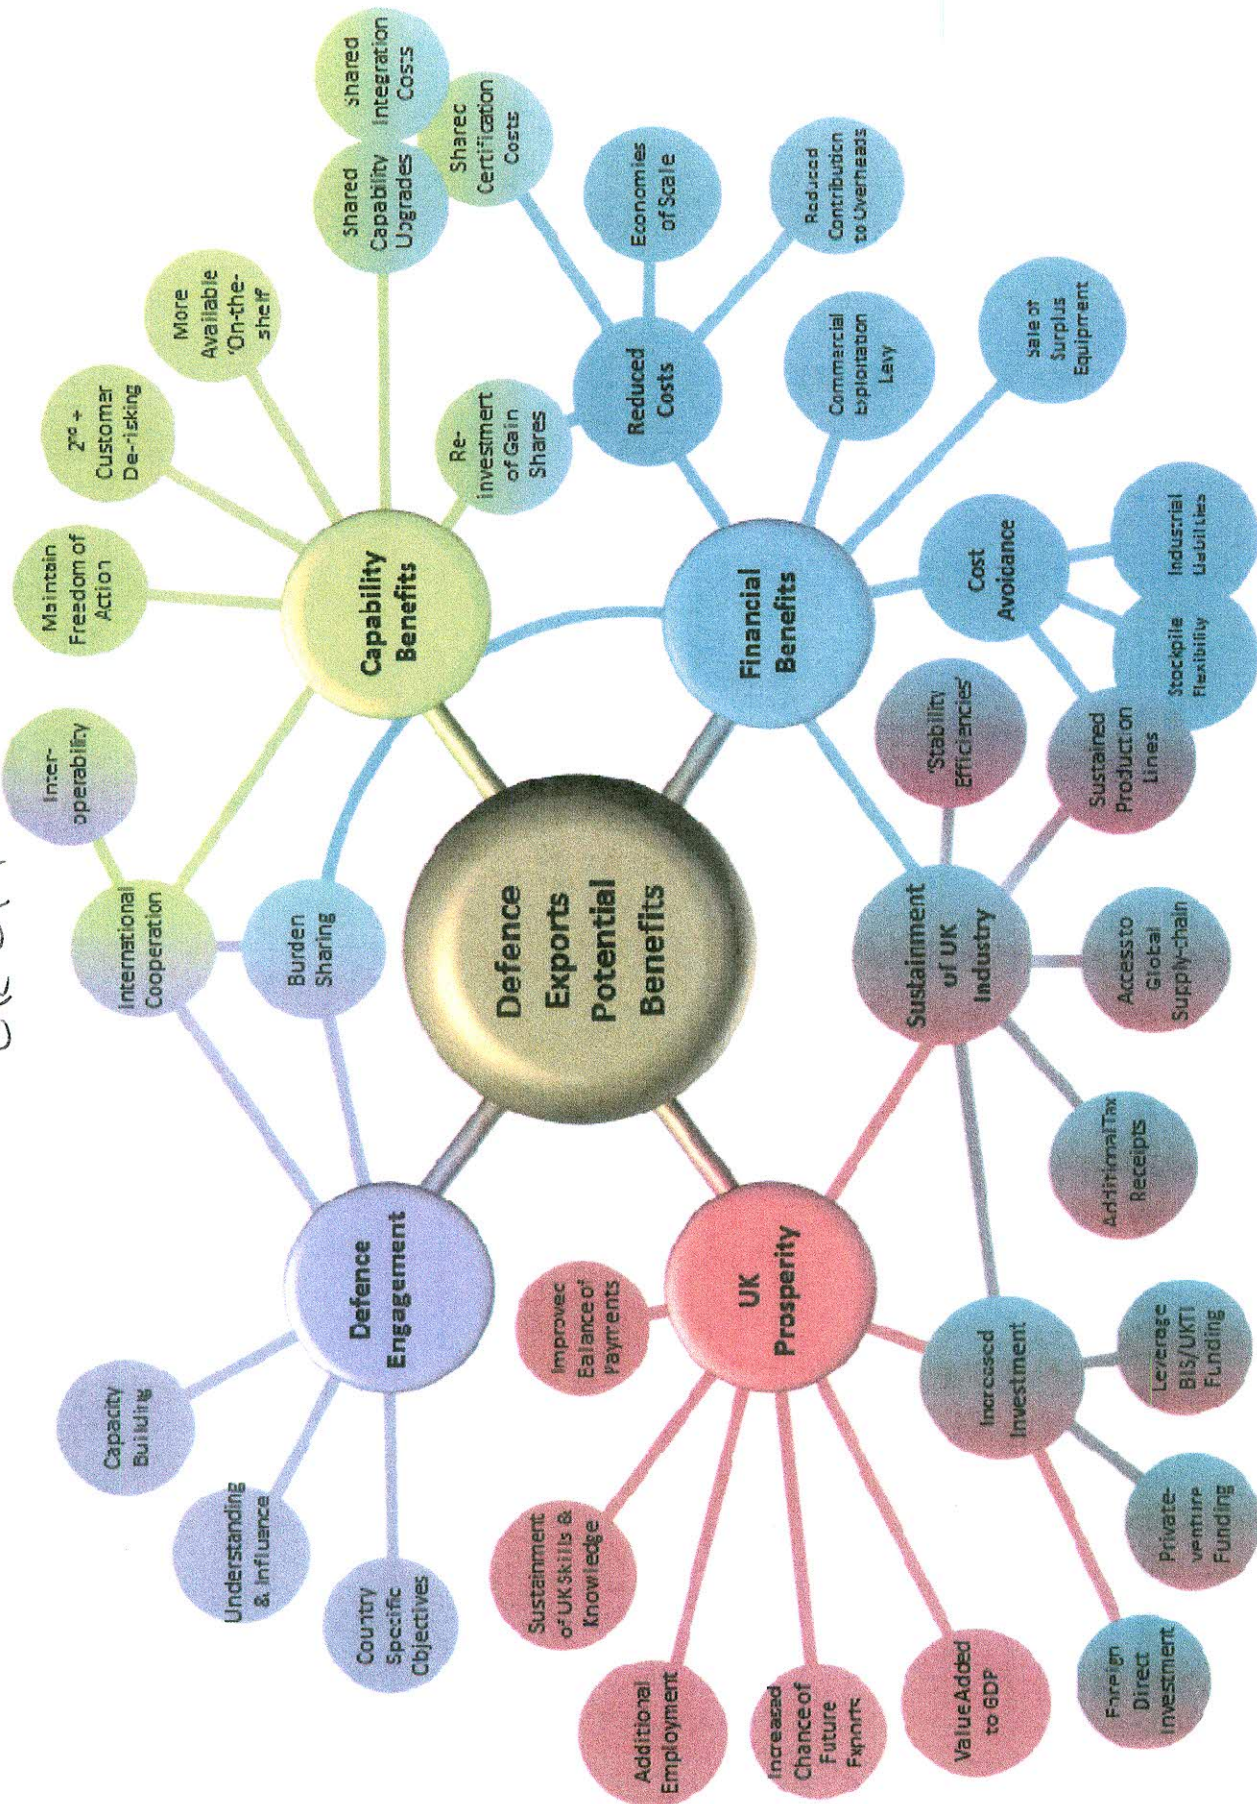 Inter-
operability
Maintain
Freedom of
Action
2nd +
Customer
De-risking
More
Available
'On-the-
shelf'
Shared
Capability
Upgrades
Shared
Integration
Costs
Shared
Certification
Costs
Re-
investment
of Gain
Shares
Capability
Benefits
International
Cooperation
Burden
Sharing
Capacity
Building
Understanding
& Influence
Country
Specific
Objectives
Defence
Engagement
Defence
Exports
Potential
Benefits
Financial
Benefits
Reduced
Costs
Economies
of Scale
Reduced
Contribution
to Overheads
Commercial
Exploitation
Levy
Sale of
Surplus
Equipment
Cost
Avoidance
Industrial
Liabilities
Stockpile
Flexibility
Sustained
Production
Lines
'Stability
Efficiencies'
Sustainment
of UK
Industry
Access to
Global
Supply-chain
Additional Tax
Receipts
UK
Prosperity
Improved
Balance of
Payments
Sustainment
of UK Skills &
Knowledge
Additional
Employment
Increased
Chance of
Future
Exports
Value Added
to GDP
Increased
Investment
Leverage
BIS/UKTI
Funding
Private-
venture
Funding
Foreign
Direct
Investment